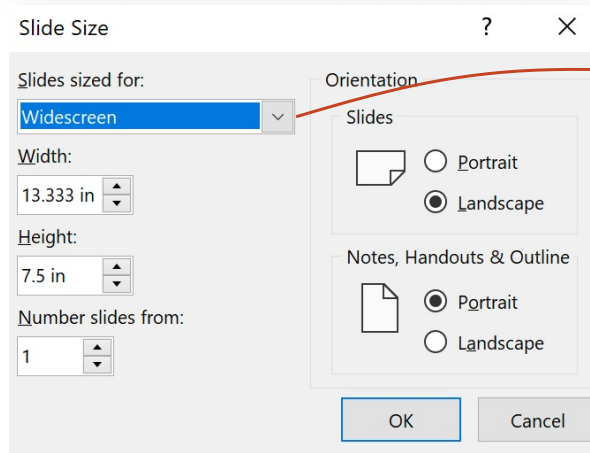 Slide Size
Slides sized for:
Widescreen
Width:
13.333 in
Height:
7.5 in
Number slides from:
1
Orientation
Slides
Portrait
Landscape
Notes, Handouts & Outline
Portrait
Landscape
OK
Cancel